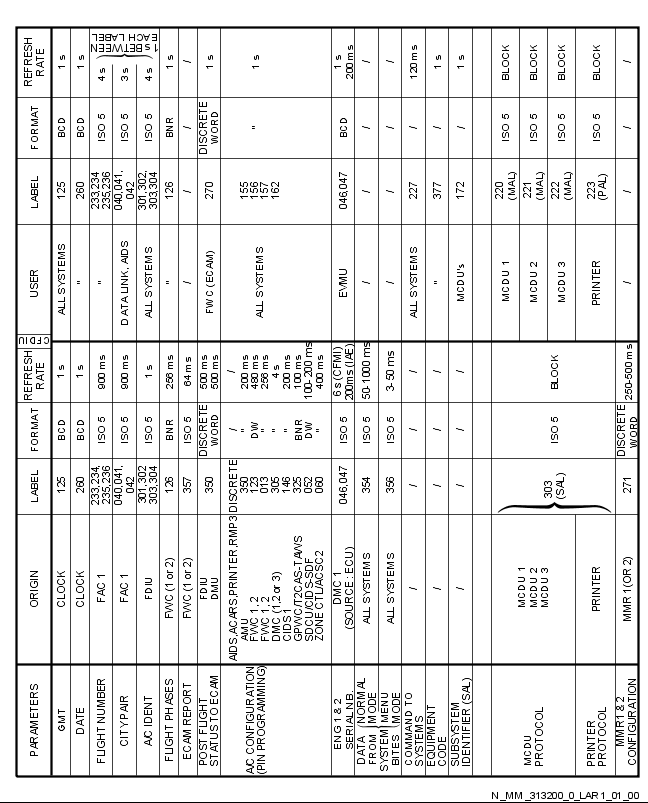 PARAMETERS ORIGIN LABEL FORMAT REFRESH RATE CFDIU USER LABEL FORMAT REFRESH RATE
GMT CLOCK 125 BCD 1 s ALL SYSTEMS 125 BCD 1 s
DATE CLOCK 260 BCD 1 s " 260 BCD 1 s
FLIGHT NUMBER FAC 1 233,234, 235,236 ISO 5 800 ms " 233,234 235,236 ISO 5 4 s
CITY PAIR FAC 1 040,041, 042 ISO 5 800 ms DATA LINK, AIDS 040,041, 042 ISO 5 3 s
A/C IDENT FDIU 301,302 303,304 ISO 5 1 s ALL SYSTEMS 301,302, 303,304 ISO 5 4 s
1 s BETWEEN EACH LABEL
FLIGHT PHASES FWC (1 or 2) 126 BNR 256 ms " 126 BNR 1 s
ECAM REPORT FWC (1 or 2) 357 ISO 5 64 ms / / / /
POST FLIGHT STATUS TO ECAM FDIU DMU 350 DISCRETE WORD 500 ms 500 ms FWC (ECAM) 270 DISCRETE WORD 1 s
A/C CONFIGURATION (PIN PROGRAMMING)
AIDS,ACARS,PRINTER,RMP3 DISCRETE / /
AMU 350 " 200 ms
FWC 1, 2 123 DW 480 ms
FWC 1, 2 013 " 256 ms
DMC (1,2 or 3) 305 " 4 s
CIDS 1 146 " 200 ms
GPWC/T2CAS-TAWS 325 BNR 100 ms
SDCU/CIDS-SDF 052 DW 100-200 ms
ZONE CTL/ACSC2 060 " 400 ms
ALL SYSTEMS 155 156 157 162 " 1 s
ENG 1 & 2 SERIAL NB. DMC 1 (SOURCE : ECU) 046,047 ISO 5 6 s (CFMI) 200ms (IAE) EVMU 046,047 BCD 1 s 200 ms
DATA FROM SYSTEM BITES NORMAL MODE ALL SYSTEMS 354 ISO 5 50-1000 ms / / / /
MENU MODE ALL SYSTEMS 356 ISO 5 3-50 ms / / / /
COMMAND TO SYSTEMS / / / / ALL SYSTEMS 227 / 120 ms
EQUIPMENT CODE / / / / " 377 / 1 s
SUBSYSTEM IDENTIFIER (SAL) / / / / MCDU's 172 / 1 s
MCDU PROTOCOL MCDU 1 MCDU 2 MCDU 3 303 (SAL) ISO 5 BLOCK
MCDU 1 220 (MAL) ISO 5 BLOCK
MCDU 2 221 (MAL) ISO 5 BLOCK
MCDU 3 222 (MAL) ISO 5 BLOCK
PRINTER PROTOCOL PRINTER PRINTER 223 (PAL) ISO 5 BLOCK
MMR1 & 2 CONFIGURATION MMR 1(OR 2) 271 DISCRETE WORD 250-500 ms / / / /
N_MM_313200_0_LAR1_01_00